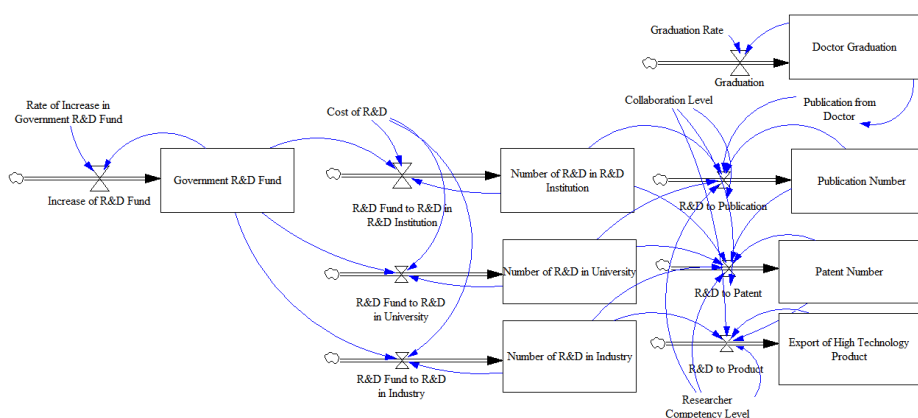 Graduation Rate
Doctor Graduation
Graduation
Rate of Increase in
Government R&D Fund
Cost of R&D
Collaboration Level
Publication from
Doctor
Government R&D Fund
Increase of R&D Fund
Number of R&D in R&D
Institution
R&D Fund to R&D in
R&D Institution
R&D to Publication
Publication Number
Number of R&D in University
R&D Fund to R&D
in University
R&D to Patent
Patent Number
Number of R&D in Industry
R&D Fund to R&D
in Industry
R&D to Product
Export of High Technology
Product
Researcher
Competency Level